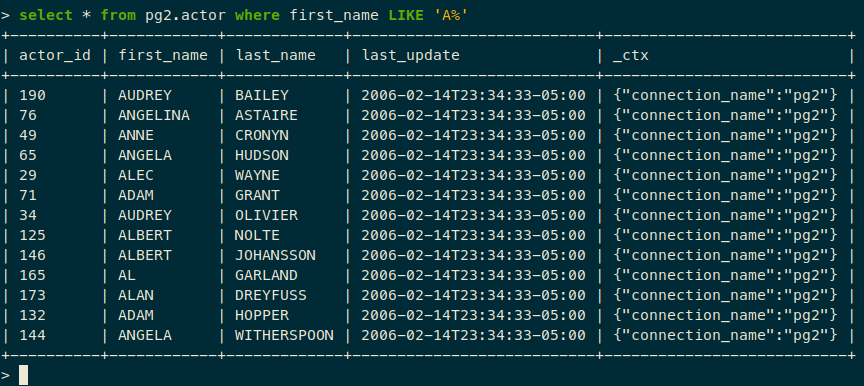 > select * from pg2.actor where first_name LIKE 'A%'
+----------+------------+-------------+---------------------------+---------------------------+
| actor_id | first_name | last_name   | last_update               | _ctx                      |
+----------+------------+-------------+---------------------------+---------------------------+
| 190      | AUDREY     | BAILEY      | 2006-02-14T23:34:33-05:00 | {"connection_name":"pg2"} |
| 76       | ANGELINA   | ASTAIRE     | 2006-02-14T23:34:33-05:00 | {"connection_name":"pg2"} |
| 49       | ANNE       | CRONYN      | 2006-02-14T23:34:33-05:00 | {"connection_name":"pg2"} |
| 65       | ANGELA     | HUDSON      | 2006-02-14T23:34:33-05:00 | {"connection_name":"pg2"} |
| 29       | ALEC       | WAYNE       | 2006-02-14T23:34:33-05:00 | {"connection_name":"pg2"} |
| 71       | ADAM       | GRANT       | 2006-02-14T23:34:33-05:00 | {"connection_name":"pg2"} |
| 34       | AUDREY     | OLIVIER     | 2006-02-14T23:34:33-05:00 | {"connection_name":"pg2"} |
| 125      | ALBERT     | NOLTE       | 2006-02-14T23:34:33-05:00 | {"connection_name":"pg2"} |
| 146      | ALBERT     | JOHANSSON   | 2006-02-14T23:34:33-05:00 | {"connection_name":"pg2"} |
| 165      | AL         | GARLAND     | 2006-02-14T23:34:33-05:00 | {"connection_name":"pg2"} |
| 173      | ALAN       | DREYFUSS    | 2006-02-14T23:34:33-05:00 | {"connection_name":"pg2"} |
| 132      | ADAM       | HOPPER      | 2006-02-14T23:34:33-05:00 | {"connection_name":"pg2"} |
| 144      | ANGELA     | WITHERSPOON | 2006-02-14T23:34:33-05:00 | {"connection_name":"pg2"} |
+----------+------------+-------------+---------------------------+---------------------------+
>